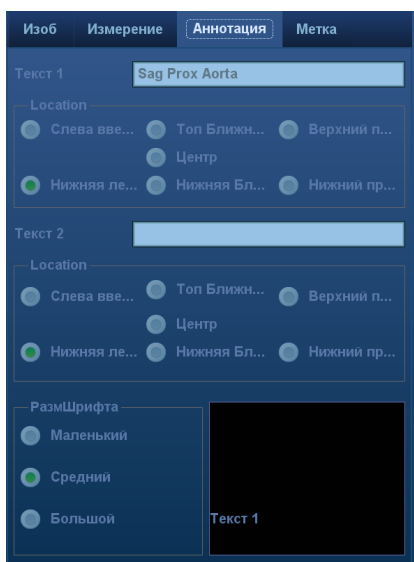 Изоб Измерение Аннотация Метка
Текст 1 Sag Prox Aorta
Location
Слева вве... Топ Ближн... Верхний п...
Центр
Нижняя ле... Нижняя Бл... Нижний пр...
Текст 2
Location
Слева вве... Топ Ближн... Верхний п...
Центр
Нижняя ле... Нижняя Бл... Нижний пр...
РазмШрифта
Маленький
Средний
Большой
Текст 1